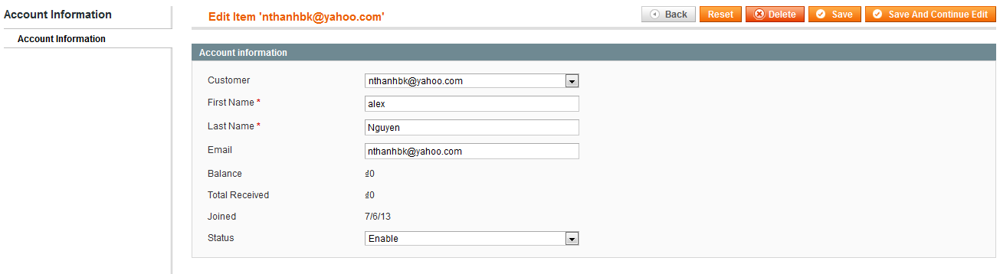 Account Information
Account Information
Edit Item 'nthanhbk@yahoo.com'
Back Reset Delete Save Save And Continue Edit
Account information
Customer nthanhbk@yahoo.com
First Name * alex
Last Name * Nguyen
Email nthanhbk@yahoo.com
Balance ₫0
Total Received ₫0
Joined 7/6/13
Status Enable